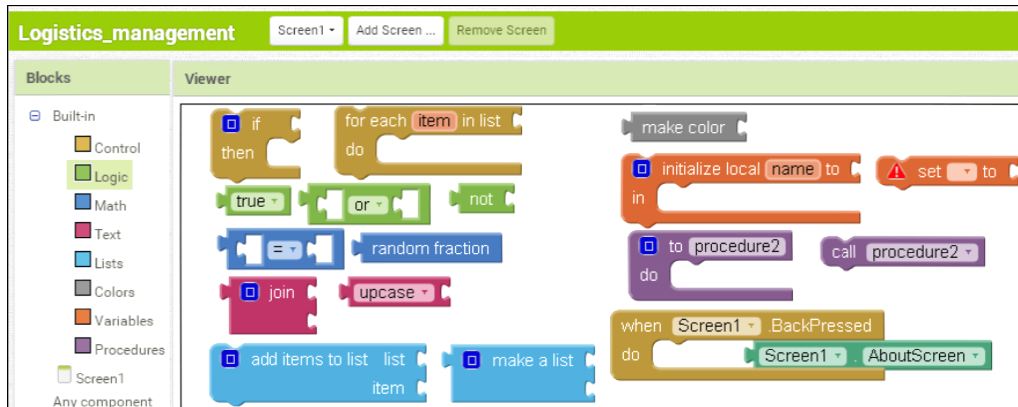 Logistics_management Screen1 Add Screen ... Remove Screen
Blocks
Viewer
Built-in
Control
Logic
Math
Text
Lists
Colors
Variables
Procedures
Screen1
Any component
if
then
for each item in list
do
true
or
not
=
random fraction
join
upcase
add items to list list
item
make a list
make color
initialize local name to
in
set to
to procedure2
do
call procedure2
when Screen1 .BackPressed
do
Screen1 . AboutScreen